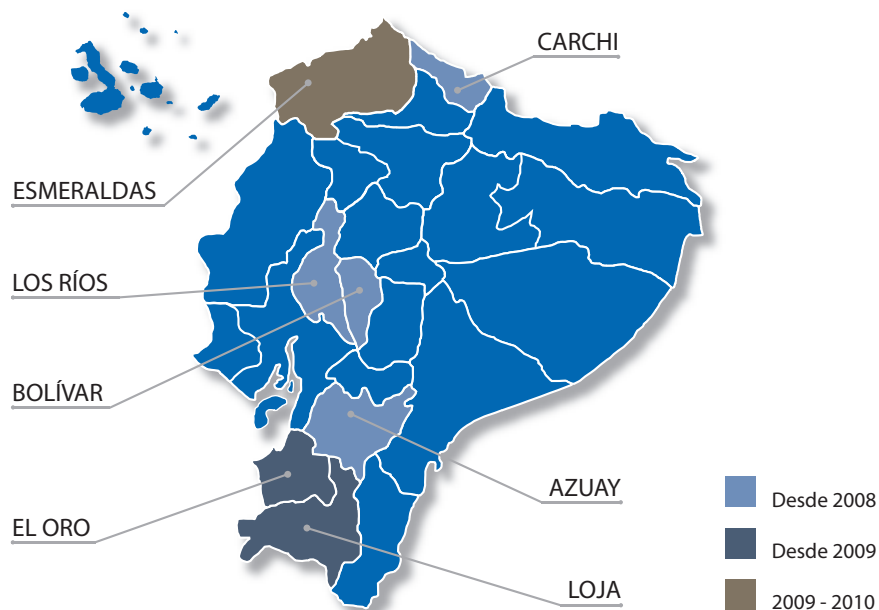 CARCHI
ESMERALDAS
LOS RÍOS
BOLÍVAR
AZUAY
EL ORO
LOJA
Desde 2008
Desde 2009
2009 - 2010